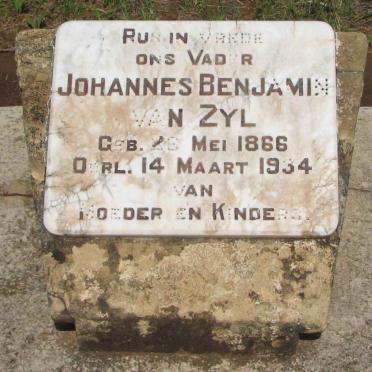 Rus in vrede
ons Vader
Johannes Benjamin
van Zyl
Geb. 26 Mei 1866
Oorl. 14 Maart 1934
van
Moeder en Kinders.